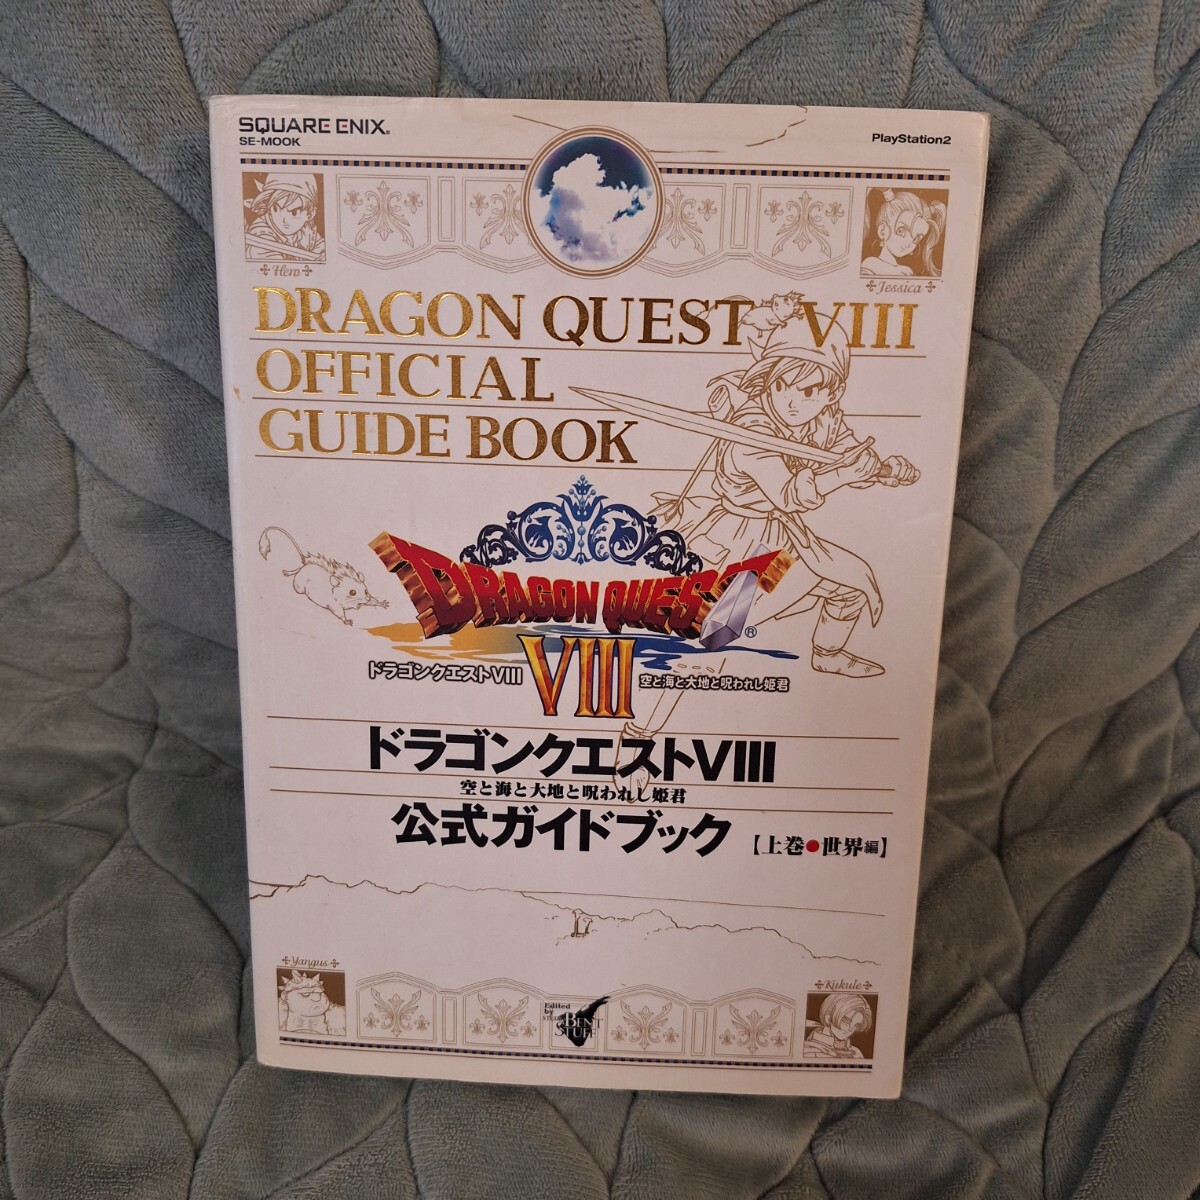 SQUARE ENIX®
SE-MOOK
PlayStation2
Hero
Jessica
DRAGON QUEST VIII
OFFICIAL
GUIDE BOOK
DRAGON QUEST®
VIII
ドラゴンクエストVIII
空と海と大地と呪われし姫君
ドラゴンクエストVIII
空と海と大地と呪われし姫君
公式ガイドブック
【上巻●世界編】
Yangus
Kukule
Edited
by
STUDIO
BENT
STUFF